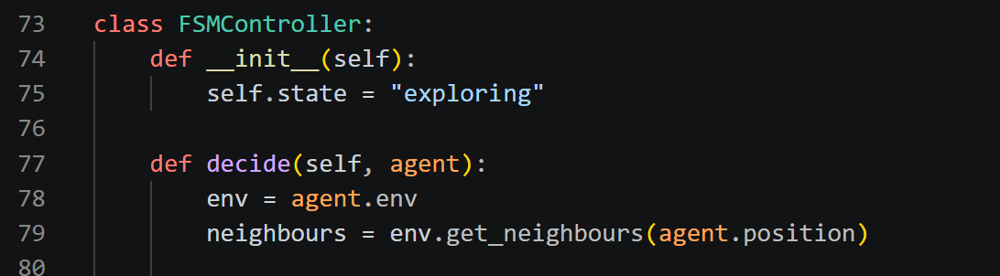 73 class FSMController:
74     def __init__(self):
75         self.state = "exploring"
76
77     def decide(self, agent):
78         env = agent.env
79         neighbours = env.get_neighbours(agent.position)
80